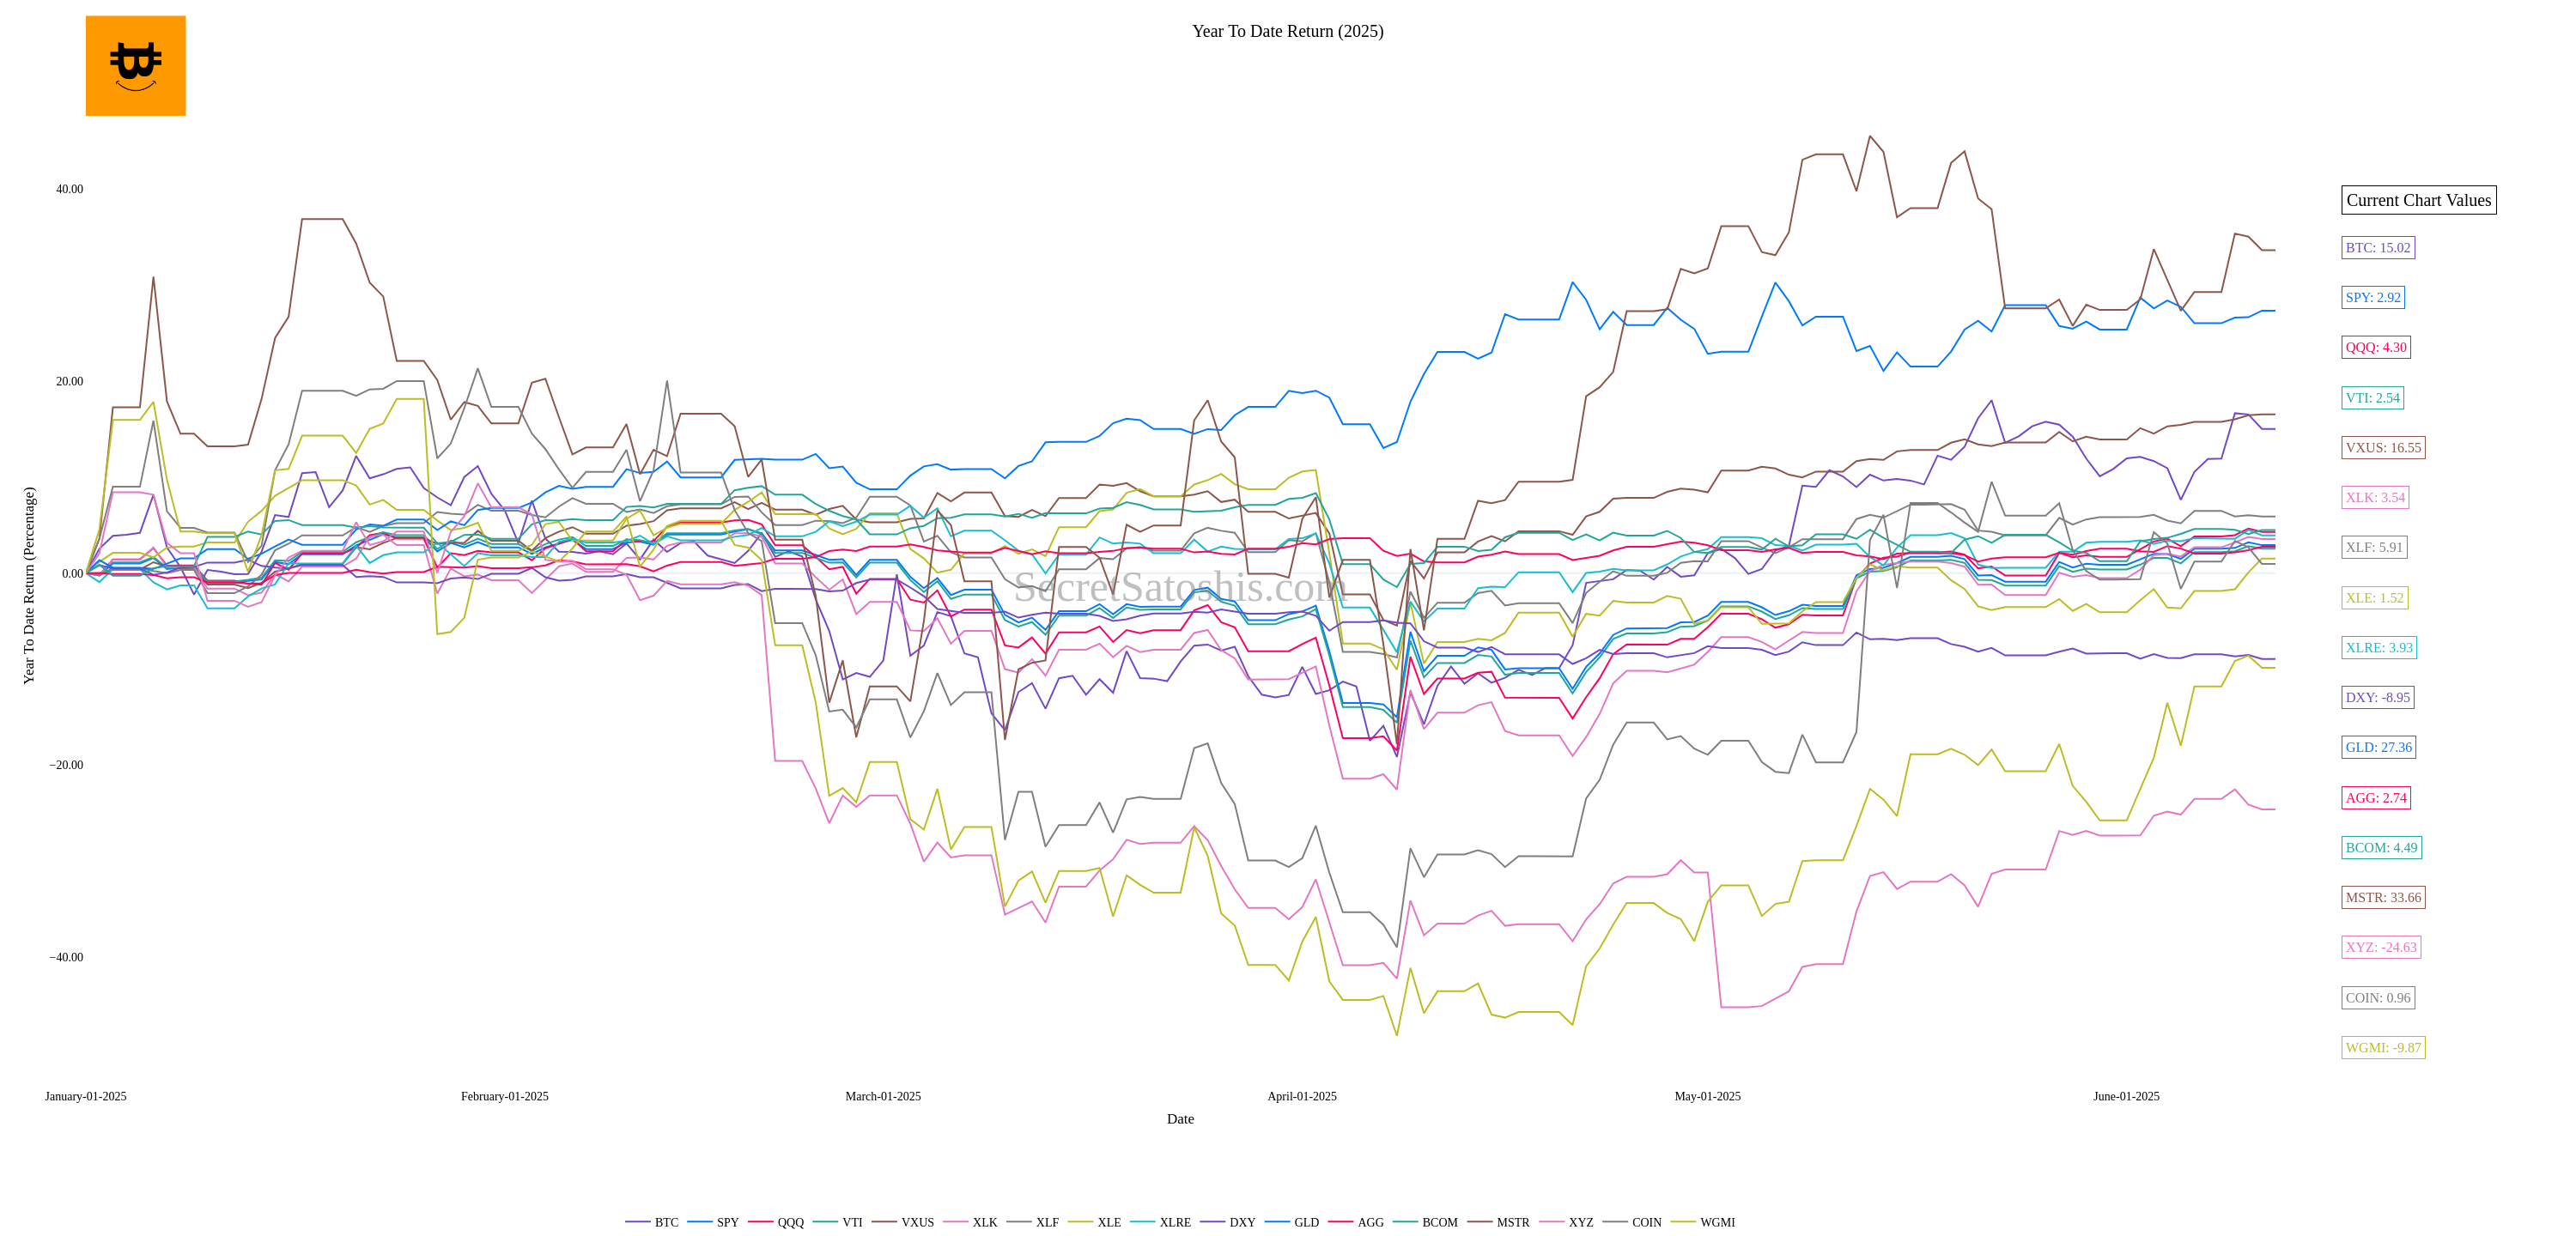 Year To Date Return (2025)
40.00
20.00
0.00
−20.00
−40.00
Year To Date Return (Percentage)
SecretSatoshis.com
Current Chart Values
BTC: 15.02
SPY: 2.92
QQQ: 4.30
VTI: 2.54
VXUS: 16.55
XLK: 3.54
XLF: 5.91
XLE: 1.52
XLRE: 3.93
DXY: -8.95
GLD: 27.36
AGG: 2.74
BCOM: 4.49
MSTR: 33.66
XYZ: -24.63
COIN: 0.96
WGMI: -9.87
January-01-2025 February-01-2025 March-01-2025 April-01-2025 May-01-2025 June-01-2025
Date
BTC SPY QQQ VTI VXUS XLK XLF XLE XLRE DXY GLD AGG BCOM MSTR XYZ COIN WGMI